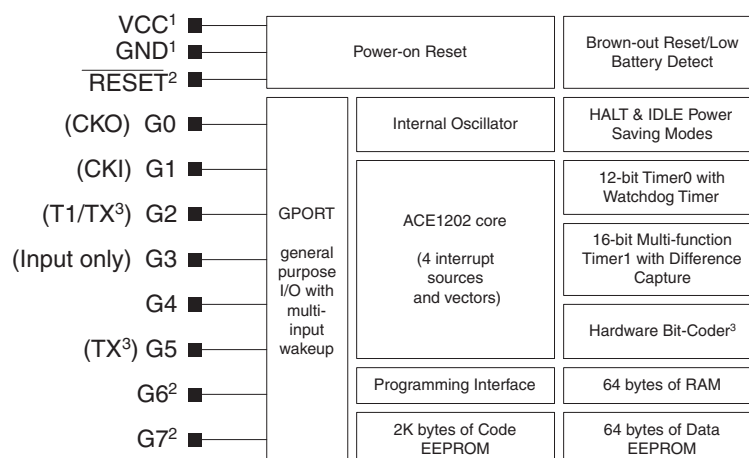 VCC¹
GND¹
RESET²
(CKO) G0
(CKI) G1
(T1/TX³) G2
(Input only) G3
G4
(TX³) G5
G6²
G7²
Power-on Reset
Brown-out Reset/Low
Battery Detect
GPORT
general
purpose
I/O with
multi-
input
wakeup
Internal Oscillator
HALT & IDLE Power
Saving Modes
ACE1202 core
(4 interrupt
sources
and vectors)
12-bit Timer0 with
Watchdog Timer
16-bit Multi-function
Timer1 with Difference
Capture
Hardware Bit-Coder³
Programming Interface
64 bytes of RAM
2K bytes of Code
EEPROM
64 bytes of Data
EEPROM